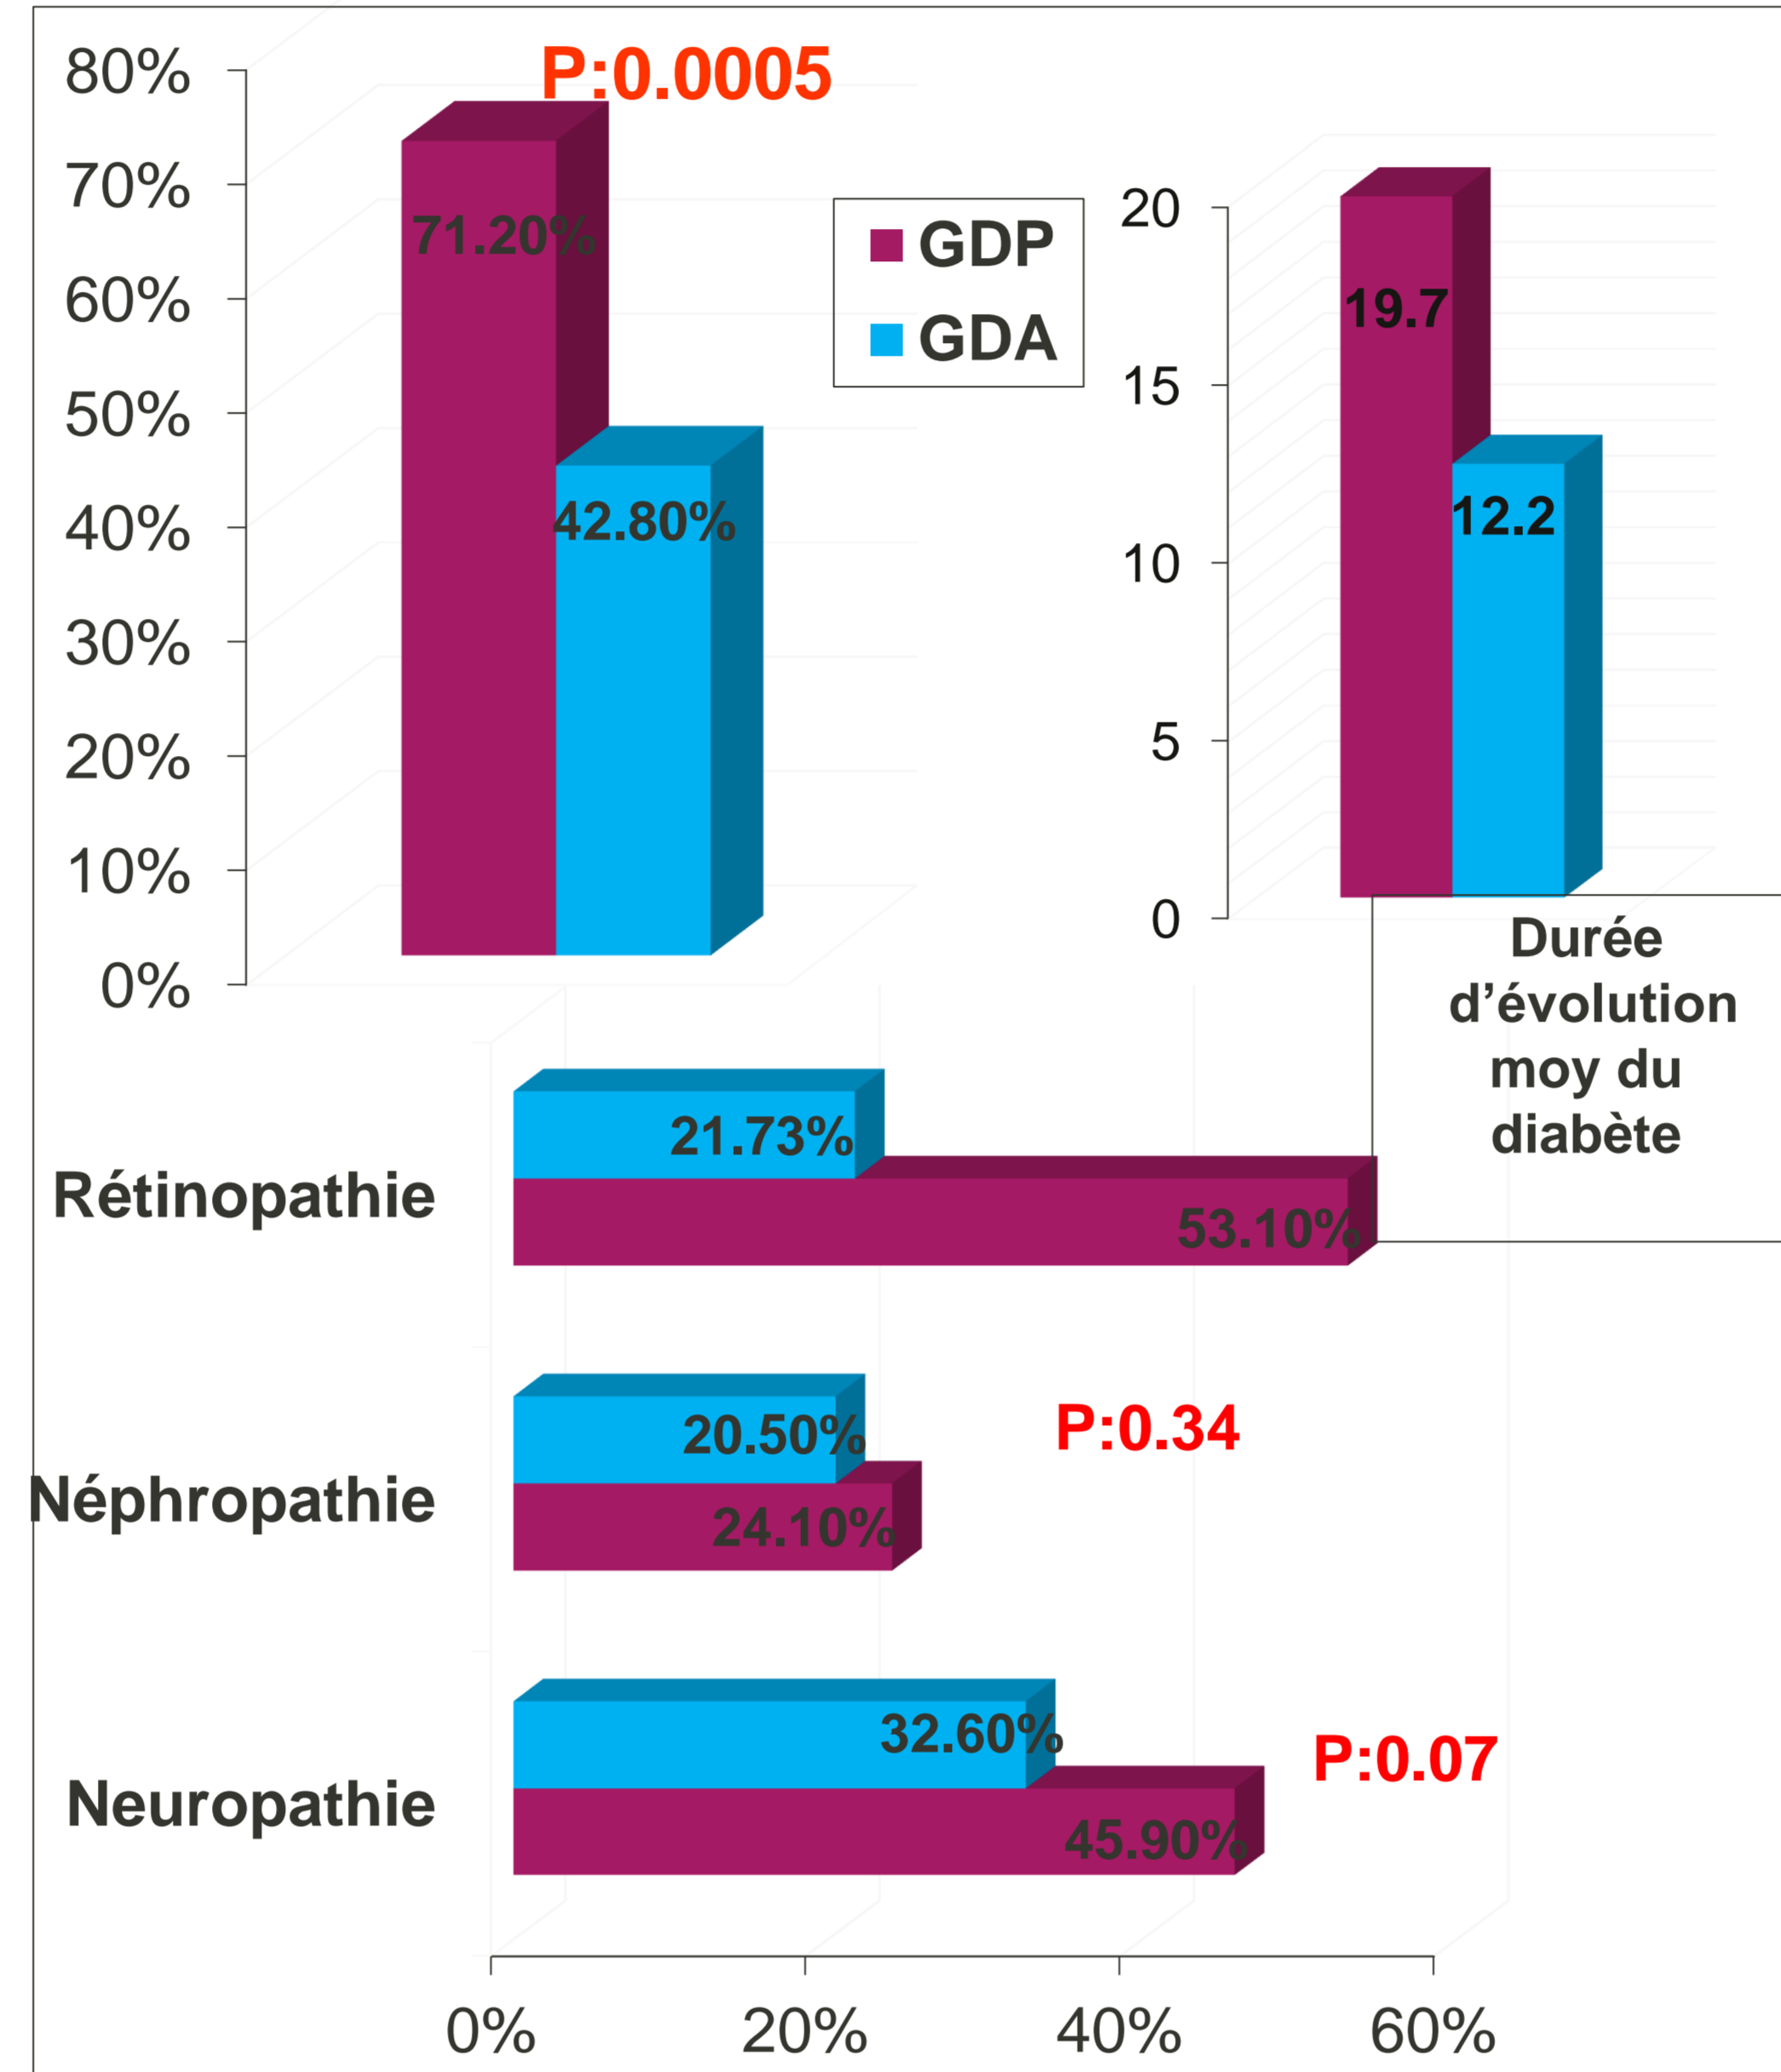 80%
70%
60%
50%
40%
30%
20%
10%
0%
P:0.0005
71.20%
42.80%
GDP
GDA
20
15
10
5
0
19.7
12.2
Durée
d’évolution
moy du
diabète
Rétinopathie
21.73%
53.10%
Néphropathie
20.50%
24.10%
P:0.34
Neuropathie
32.60%
45.90%
P:0.07
0%
20%
40%
60%